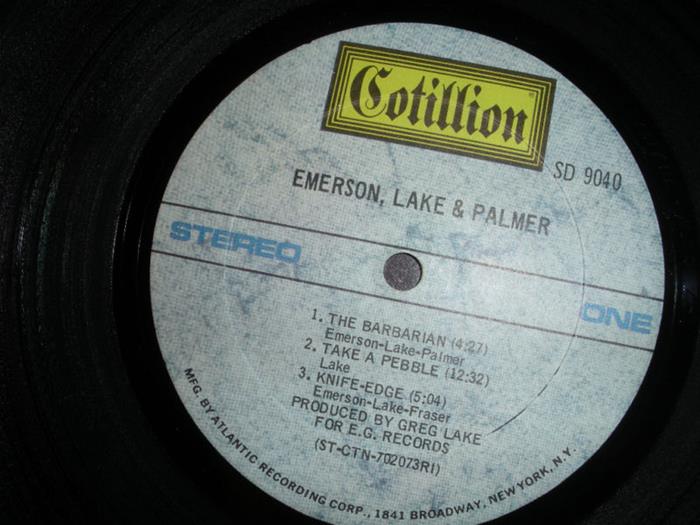 Cotillion
SD 9040
EMERSON, LAKE & PALMER
STEREO
ONE
1. THE BARBARIAN (4:27)
Emerson-Lake-Palmer
2. TAKE A PEBBLE (12:32)
Lake
3. KNIFE-EDGE (5:04)
Emerson-Lake-Fraser
PRODUCED BY GREG LAKE
FOR E.G. RECORDS
(ST-CTN-702073RI)
MFG. BY ATLANTIC RECORDING CORP., 1841 BROADWAY, NEW YORK, N.Y.